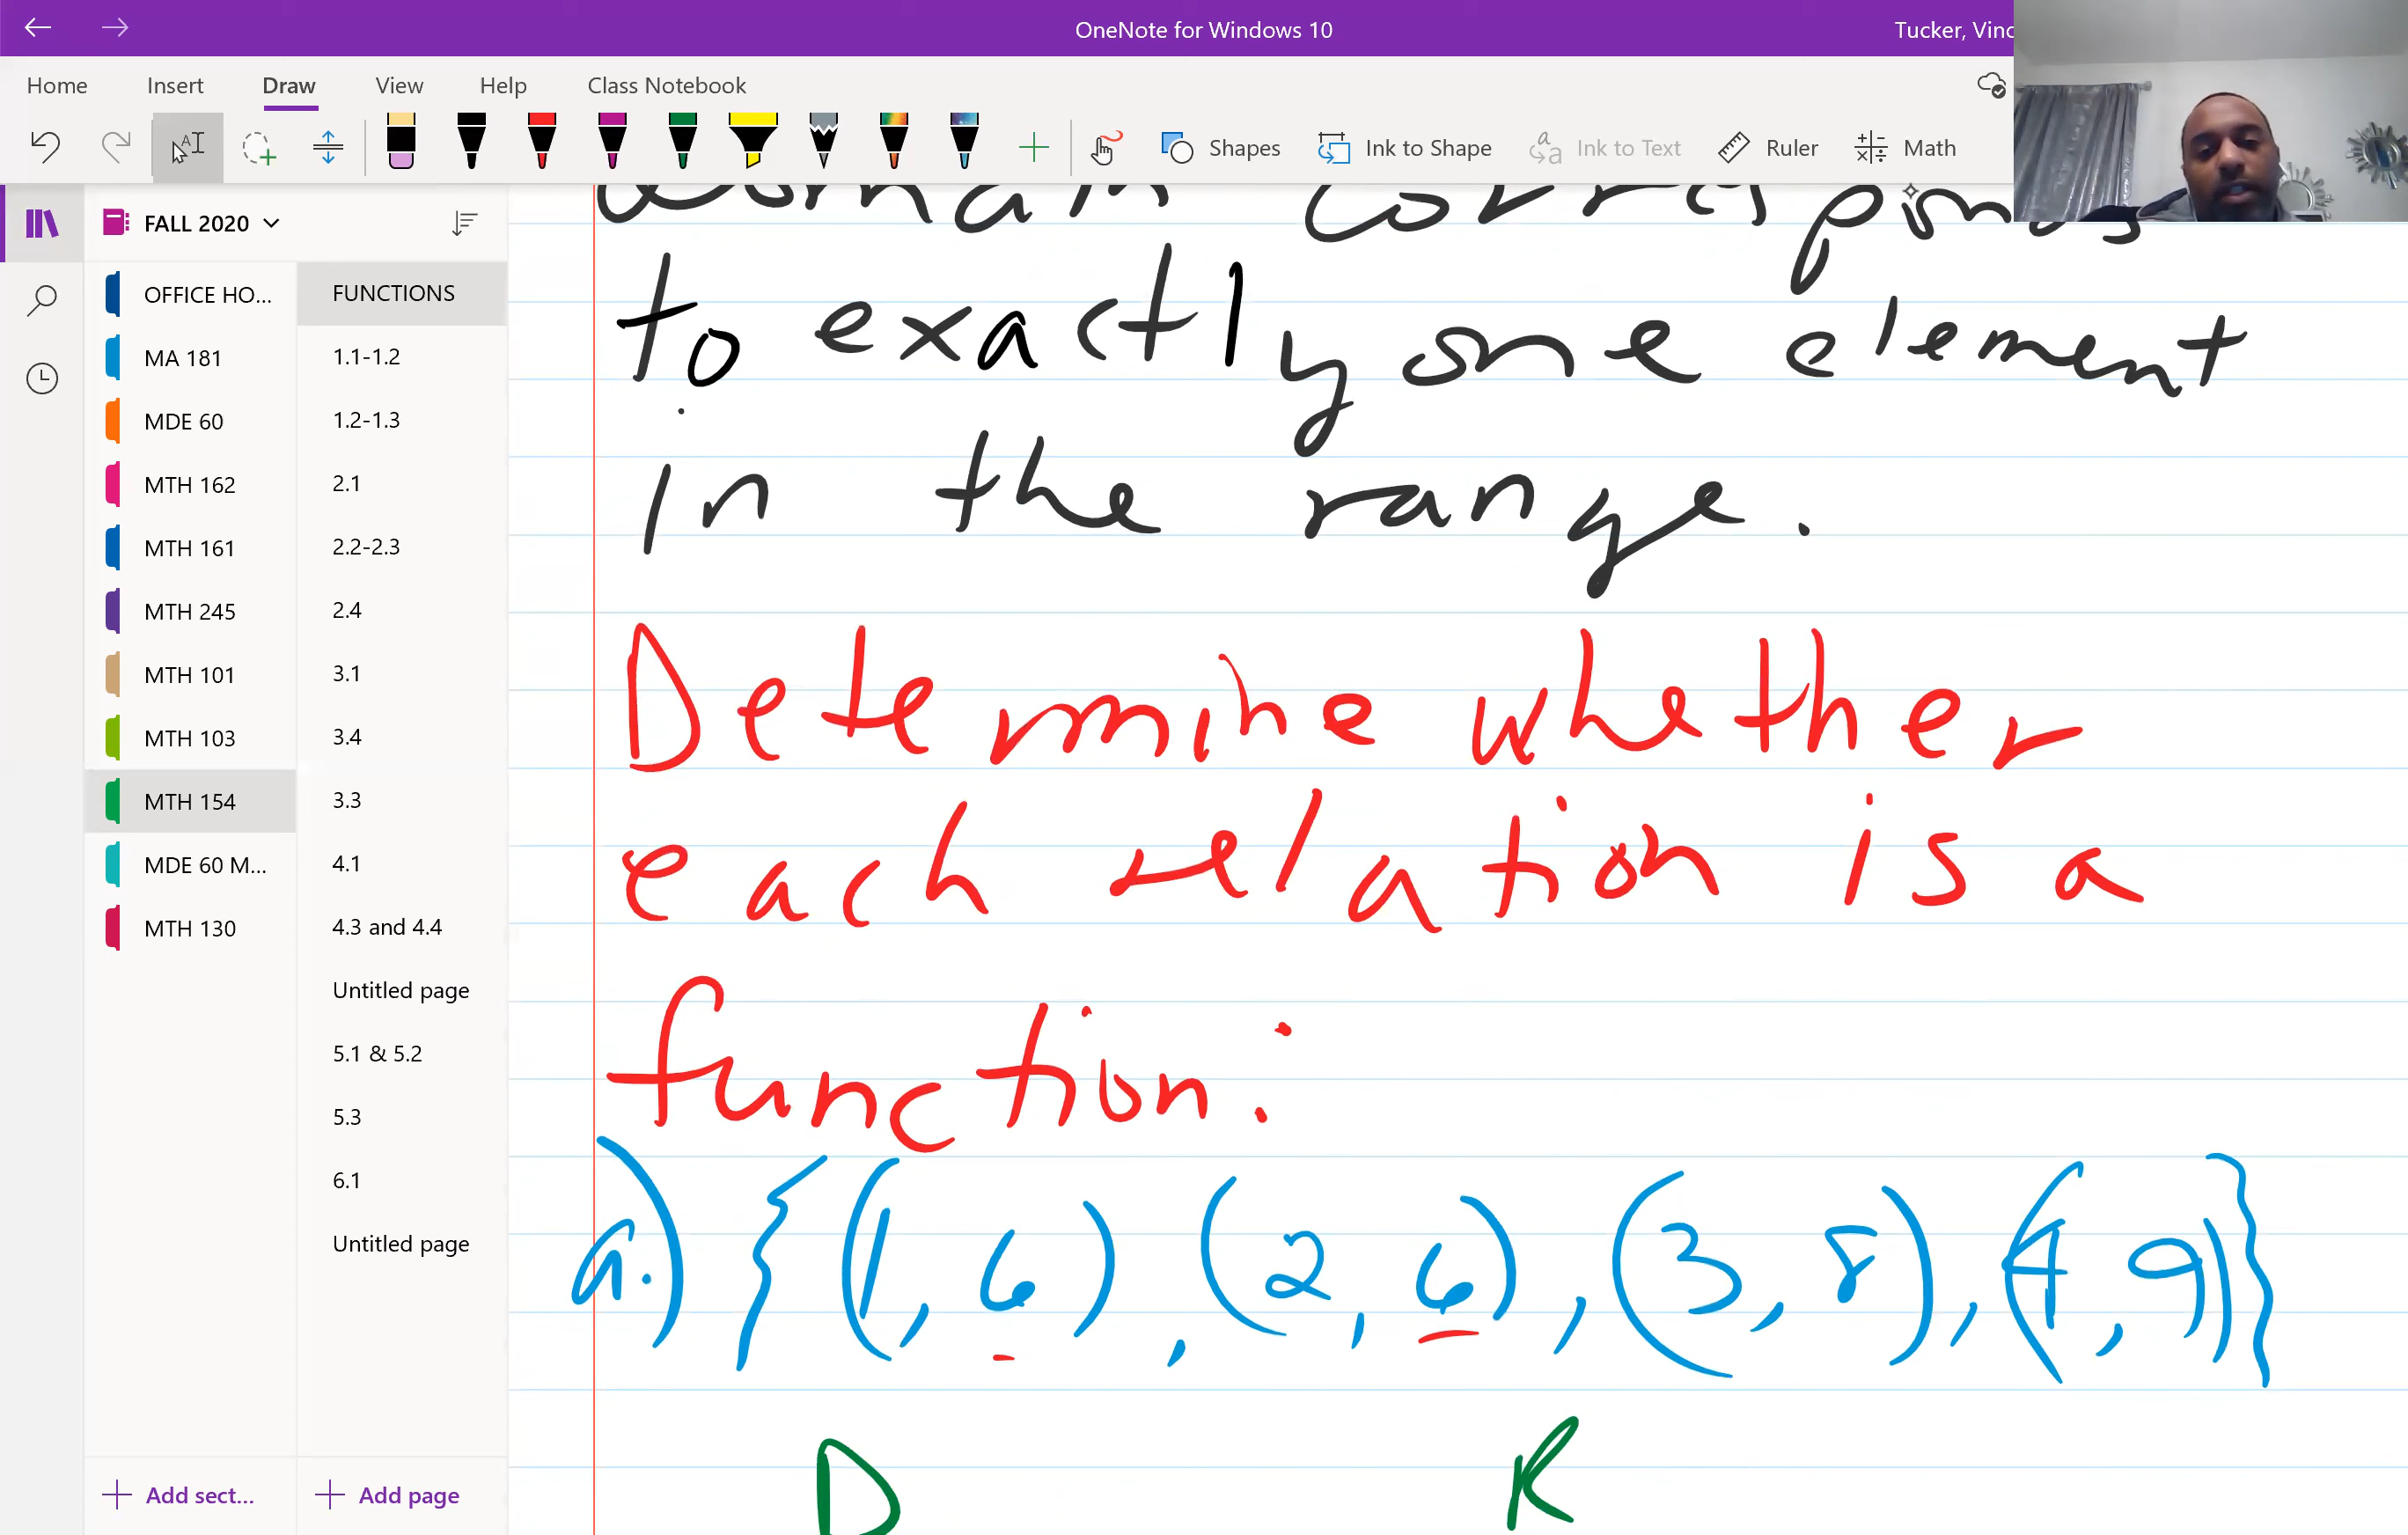 OneNote for Windows 10
Tucker, Vinc
Home Insert Draw View Help Class Notebook
Shapes Ink to Shape Ink to Text Ruler Math
FALL 2020
OFFICE HO...
MA 181
MDE 60
MTH 162
MTH 161
MTH 245
MTH 101
MTH 103
MTH 154
MDE 60 M...
MTH 130
Add sect...
FUNCTIONS
1.1-1.2
1.2-1.3
2.1
2.2-2.3
2.4
3.1
3.4
3.3
4.1
4.3 and 4.4
Untitled page
5.1 & 5.2
5.3
6.1
Untitled page
Add page
domain corresponds
to exactly one element
in the range.
Determine whether
each relation is a
function:
a.) {(1, 6), (2, 6), (3, 8), (4, 9)}
D R